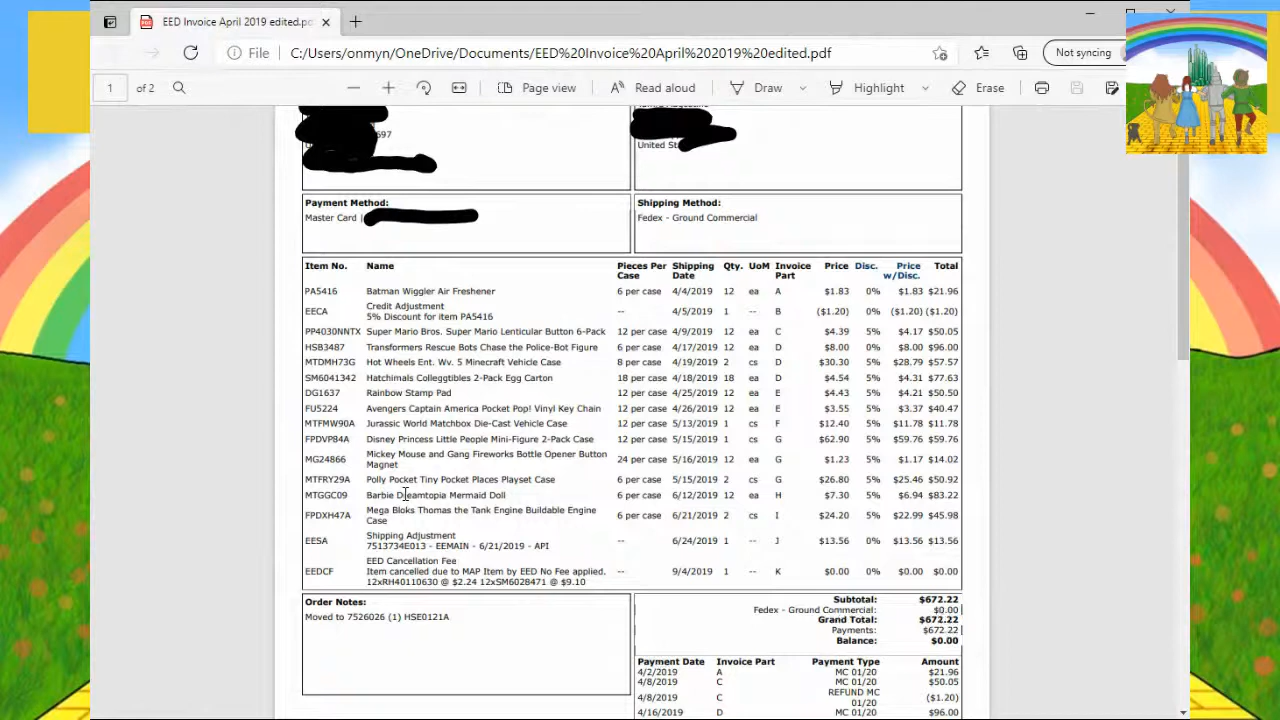 EED Invoice April 2019 edited.pd
File C:/Users/onmyn/OneDrive/Documents/EED%20Invoice%20April%202019%20edited.pdf Not syncing
1 of 2 Page view Read aloud Draw Highlight Erase
697
United St
Payment Method: Shipping Method:
Master Card | Fedex - Ground Commercial
Item No. Name Pieces Per Case Shipping Date Qty. UoM Invoice Part Price Disc. Price w/Disc. Total
PA5416 Batman Wiggler Air Freshener 6 per case 4/4/2019 12 ea A $1.83 0% $1.83 $21.96
EECA Credit Adjustment 5% Discount for item PA5416 -- 4/5/2019 1 -- B ($1.20) 0% ($1.20) ($1.20)
PP4030NNTX Super Mario Bros. Super Mario Lenticular Button 6-Pack 12 per case 4/9/2019 12 ea C $4.39 5% $4.17 $50.05
HSB3487 Transformers Rescue Bots Chase the Police-Bot Figure 6 per case 4/17/2019 12 ea D $8.00 0% $8.00 $96.00
MTDMH73G Hot Wheels Ent. Wv. 5 Minecraft Vehicle Case 8 per case 4/19/2019 2 cs D $30.30 5% $28.79 $57.57
SM6041342 Hatchimals Colleggtibles 2-Pack Egg Carton 18 per case 4/18/2019 18 ea D $4.54 5% $4.31 $77.63
DG1637 Rainbow Stamp Pad 12 per case 4/25/2019 12 ea E $4.43 5% $4.21 $50.50
FU5224 Avengers Captain America Pocket Pop! Vinyl Key Chain 12 per case 4/26/2019 12 ea E $3.55 5% $3.37 $40.47
MTFMW90A Jurassic World Matchbox Die-Cast Vehicle Case 12 per case 5/13/2019 1 cs F $12.40 5% $11.78 $11.78
FPDVP84A Disney Princess Little People Mini-Figure 2-Pack Case 12 per case 5/15/2019 1 cs G $62.90 5% $59.76 $59.76
MG24866 Mickey Mouse and Gang Fireworks Bottle Opener Button Magnet 24 per case 5/16/2019 12 ea G $1.23 5% $1.17 $14.02
MTFRY29A Polly Pocket Tiny Pocket Places Playset Case 6 per case 5/15/2019 2 cs G $26.80 5% $25.46 $50.92
MTGGC09 Barbie Dreamtopia Mermaid Doll 6 per case 6/12/2019 12 ea H $7.30 5% $6.94 $83.22
FPDXH47A Mega Bloks Thomas the Tank Engine Buildable Engine Case 6 per case 6/21/2019 2 cs I $24.20 5% $22.99 $45.98
EESA Shipping Adjustment 7513734E013 - EEMAIN - 6/21/2019 - API -- 6/24/2019 1 -- J $13.56 0% $13.56 $13.56
EEDCF EED Cancellation Fee Item cancelled due to MAP Item by EED No Fee applied. 12xRH40110630 @ $2.24 12xSM6028471 @ $9.10 -- 9/4/2019 1 -- K $0.00 0% $0.00 $0.00
Order Notes:
Moved to 7526026 (1) HSE0121A
Subtotal: $672.22
Fedex - Ground Commercial: $0.00
Grand Total: $672.22
Payments: $672.22
Balance: $0.00
Payment Date Invoice Part Payment Type Amount
4/2/2019 A MC 01/20 $21.96
4/8/2019 C MC 01/20 $50.05
4/8/2019 C REFUND MC 01/20 ($1.20)
4/16/2019 D MC 01/20 $96.00